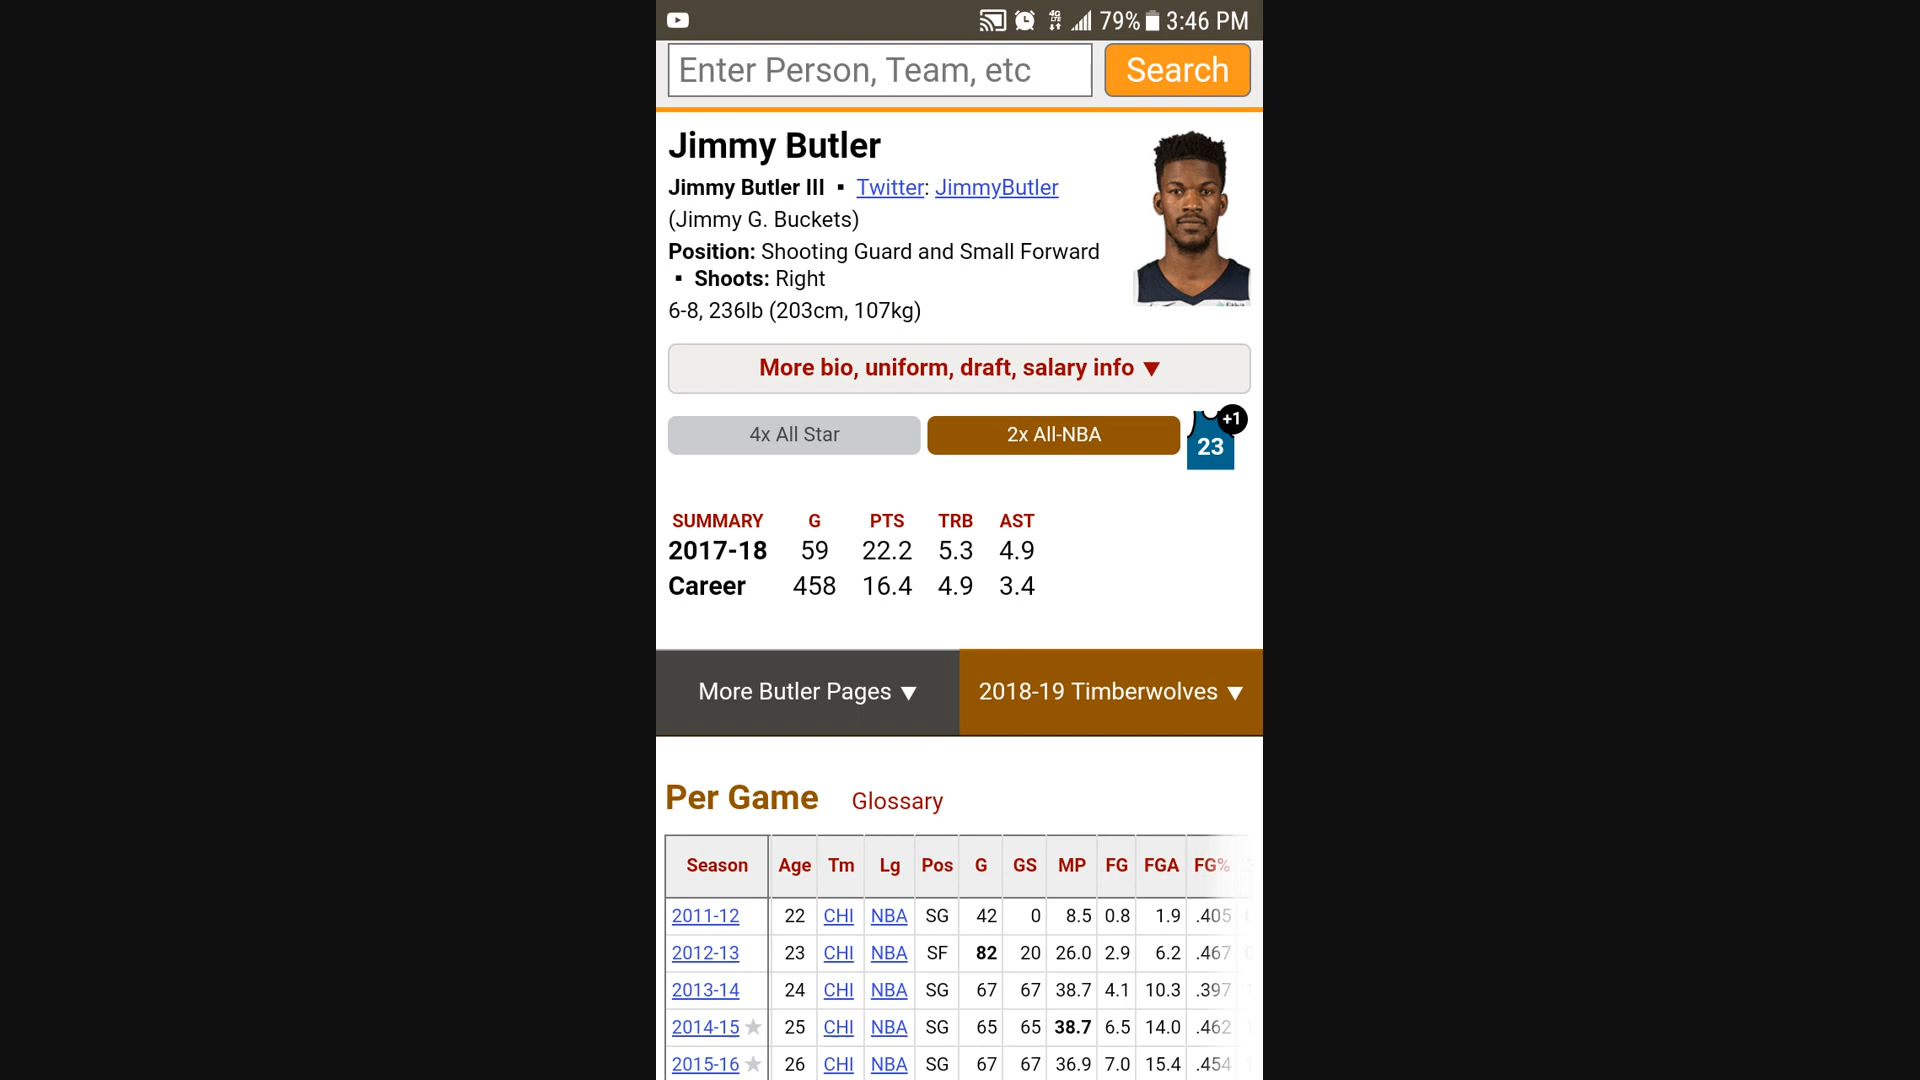 79% 3:46 PM
Enter Person, Team, etc Search
Jimmy Butler
Jimmy Butler III ▪ Twitter: JimmyButler
(Jimmy G. Buckets)
Position: Shooting Guard and Small Forward
▪ Shoots: Right
6-8, 236lb (203cm, 107kg)
More bio, uniform, draft, salary info ▼
4x All Star 2x All-NBA 23 +1
SUMMARY G PTS TRB AST
2017-18 59 22.2 5.3 4.9
Career 458 16.4 4.9 3.4
More Butler Pages ▼ 2018-19 Timberwolves ▼
Per Game Glossary
Season Age Tm Lg Pos G GS MP FG FGA FG%
2011-12 22 CHI NBA SG 42 0 8.5 0.8 1.9 .405
2012-13 23 CHI NBA SF 82 20 26.0 2.9 6.2 .467
2013-14 24 CHI NBA SG 67 67 38.7 4.1 10.3 .397
2014-15 ★ 25 CHI NBA SG 65 65 38.7 6.5 14.0 .462
2015-16 ★ 26 CHI NBA SG 67 67 36.9 7.0 15.4 .454